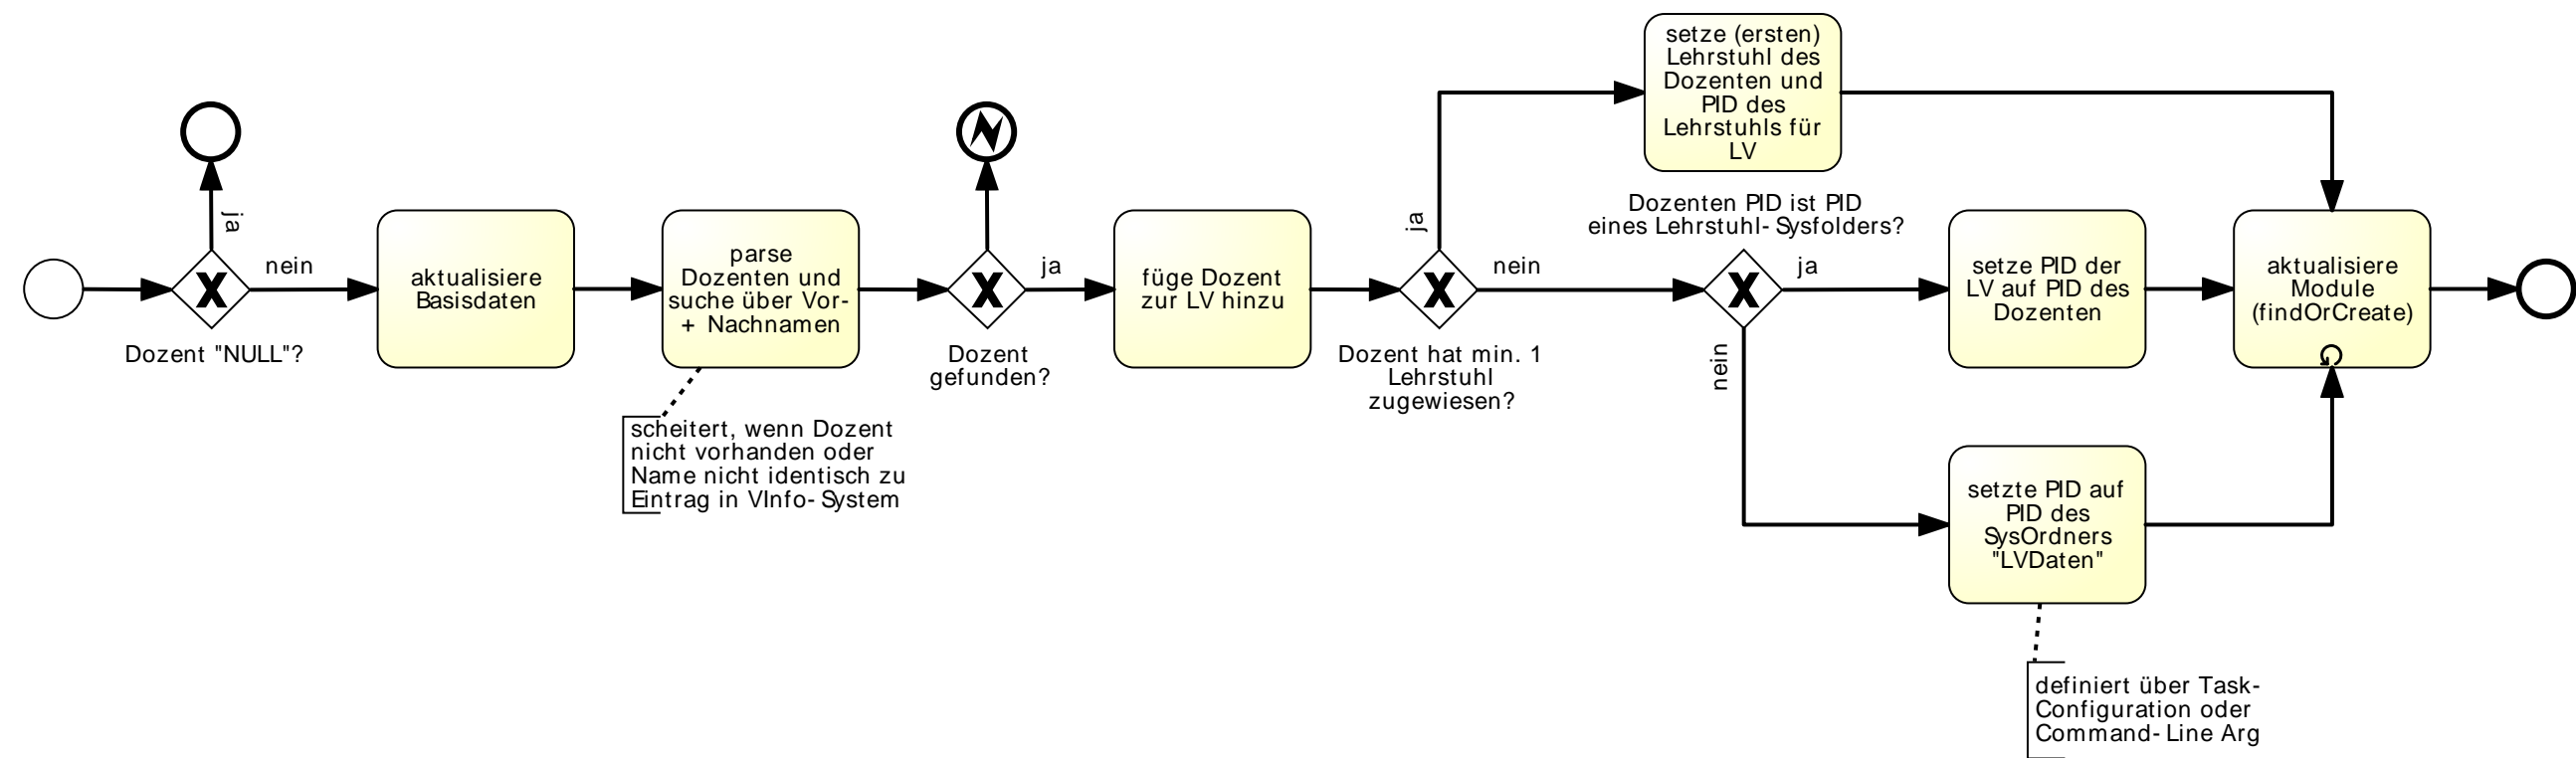 ja
nein
Dozent "NULL"?
aktualisiere
Basisdaten
parse
Dozenten und
suche über Vor-
+ Nachnamen
scheitert, wenn Dozent
nicht vorhanden oder
Name nicht identisch zu
Eintrag in VInfo-System
ja
Dozent
gefunden?
füge Dozent
zur LV hinzu
ja
nein
Dozent hat min. 1
Lehrstuhl
zugewiesen?
setze (ersten)
Lehrstuhl des
Dozenten und
PID des
Lehrstuhls für
LV
Dozenten PID ist PID
eines Lehrstuhl-Sysfolders?
ja
nein
setze PID der
LV auf PID des
Dozenten
setzte PID auf
PID des
SysOrdners
"LVDaten"
definiert über Task-
Configuration oder
Command-Line Arg
aktualisiere
Module
(findOrCreate)